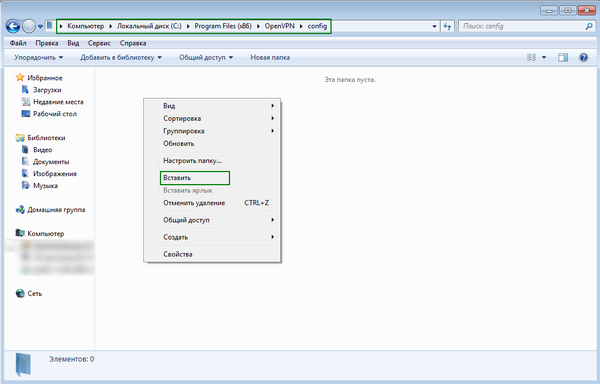 Компьютер Локальный диск (C:) Program Files (x86) OpenVPN config Поиск: config
Файл Правка Вид Сервис Справка
Упорядочить Добавить в библиотеку Общий доступ Новая папка
Избранное
Загрузки
Недавние места
Рабочий стол
Библиотеки
Видео
Документы
Изображения
Музыка
Домашняя группа
Компьютер
Сеть
Эта папка пуста.
Вид
Сортировка
Группировка
Обновить
Настроить папку...
Вставить
Вставить ярлык
Отменить удаление CTRL+Z
Общий доступ
Создать
Свойства
Элементов: 0